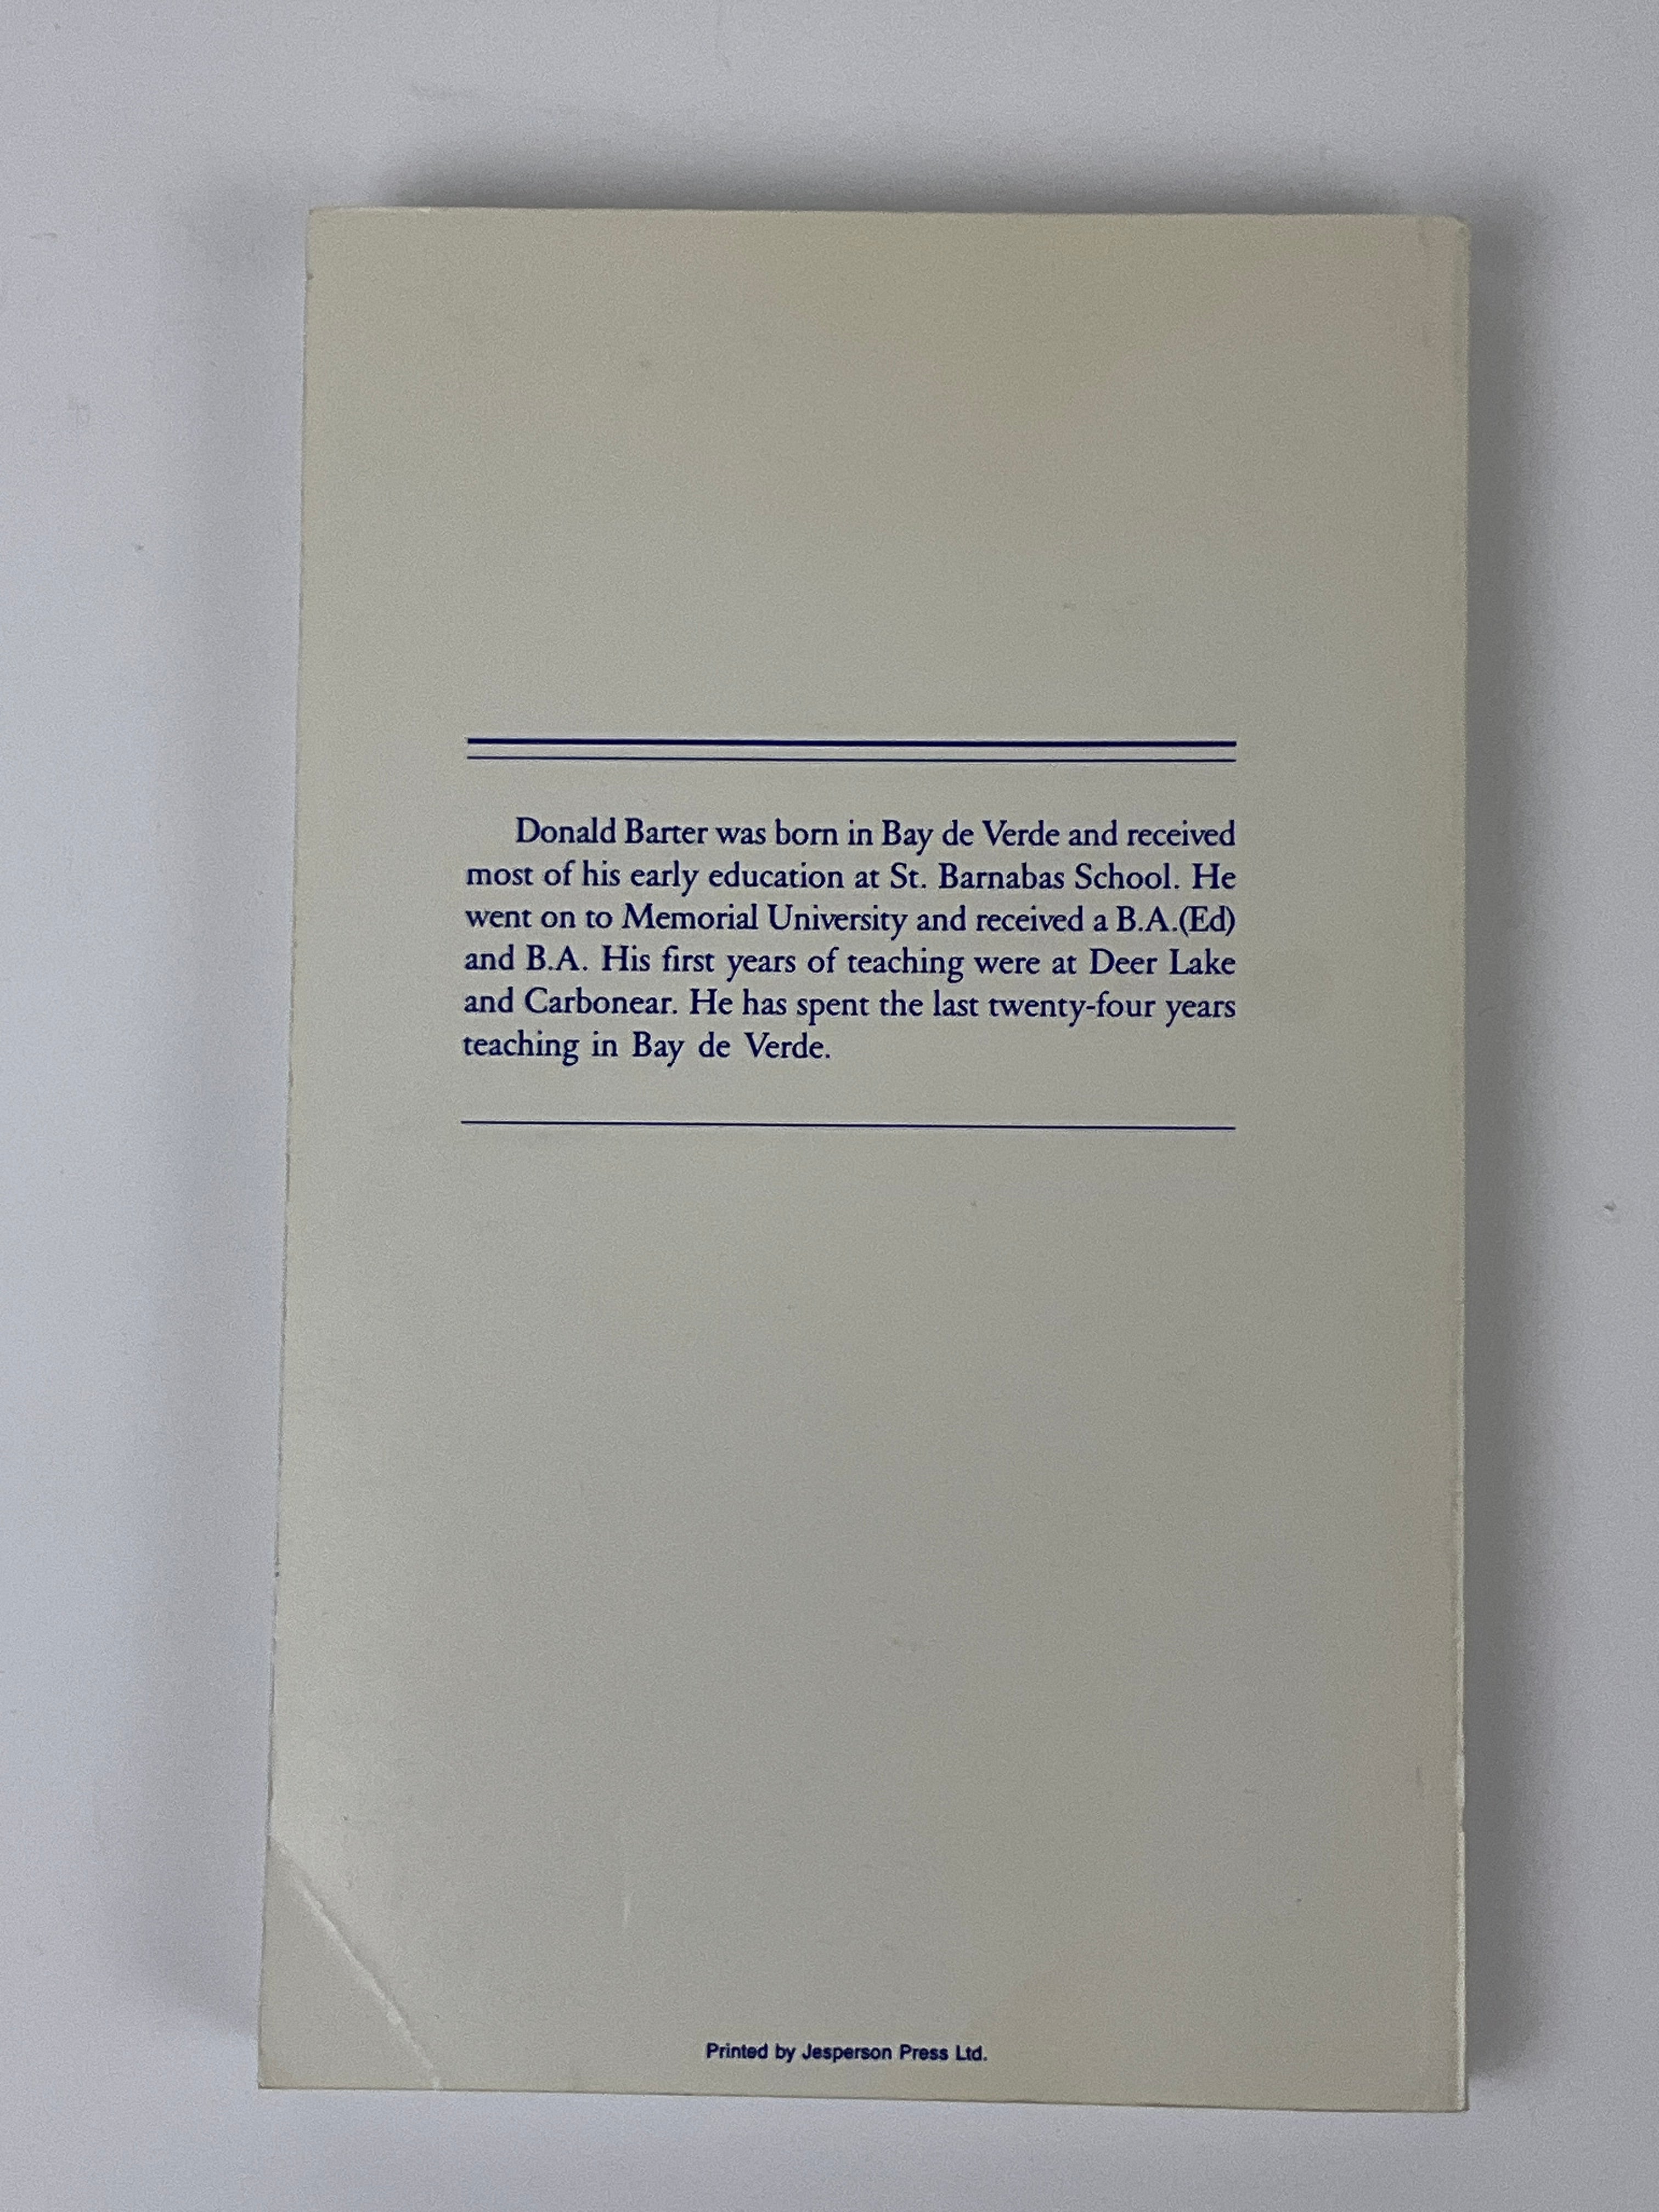 Donald Barter was born in Bay de Verde and received
most of his early education at St. Barnabas School. He
went on to Memorial University and received a B.A.(Ed)
and B.A. His first years of teaching were at Deer Lake
and Carbonear. He has spent the last twenty-four years
teaching in Bay de Verde.
Printed by Jesperson Press Ltd.